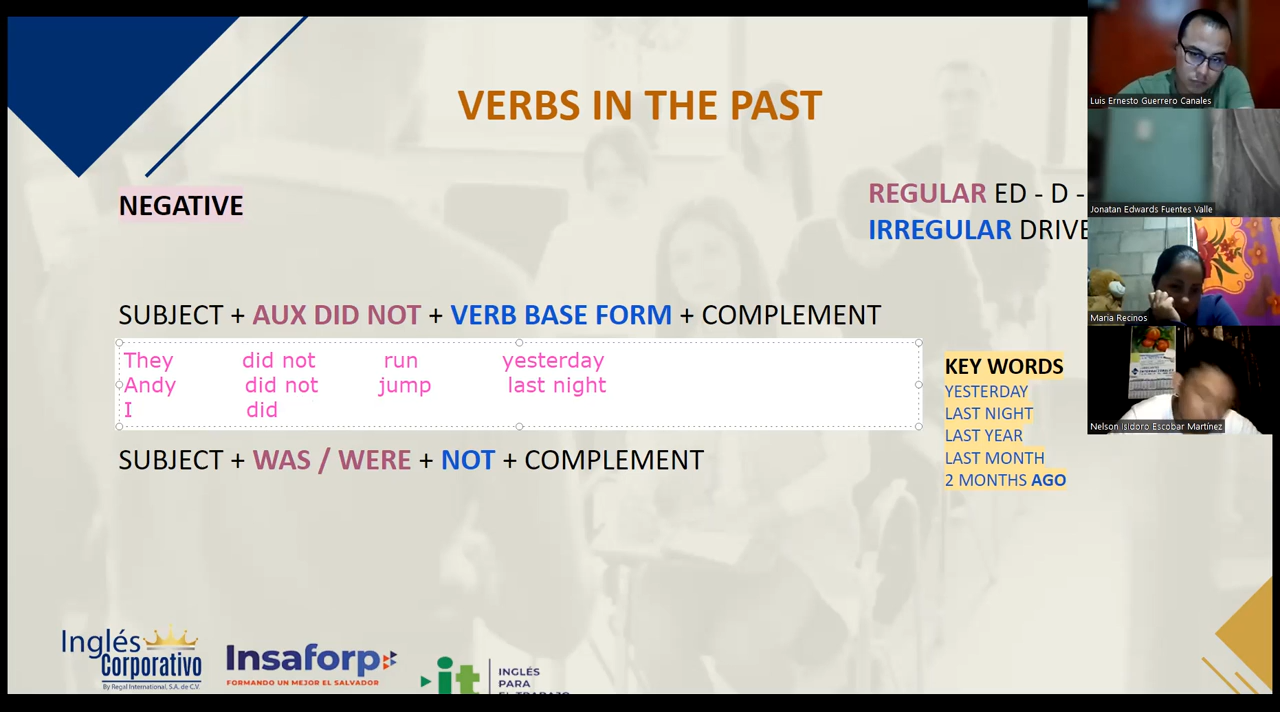 VERBS IN THE PAST
NEGATIVE
REGULAR ED - D -
IRREGULAR DRIVE
SUBJECT + AUX DID NOT + VERB BASE FORM + COMPLEMENT
They did not run yesterday
Andy did not jump last night
I did
SUBJECT + WAS / WERE + NOT + COMPLEMENT
KEY WORDS
YESTERDAY
LAST NIGHT
LAST YEAR
LAST MONTH
2 MONTHS AGO
Luis Ernesto Guerrero Canales
Jonatan Edwards Fuentes Valle
Maria Recinos
Nelson Isidoro Escobar Martínez
Inglés
Corporativo
By Regal International, S.A. de C.V.
Insaforp
FORMANDO UN MEJOR EL SALVADOR
it
INGLÉS
PARA
EL TRABAJO